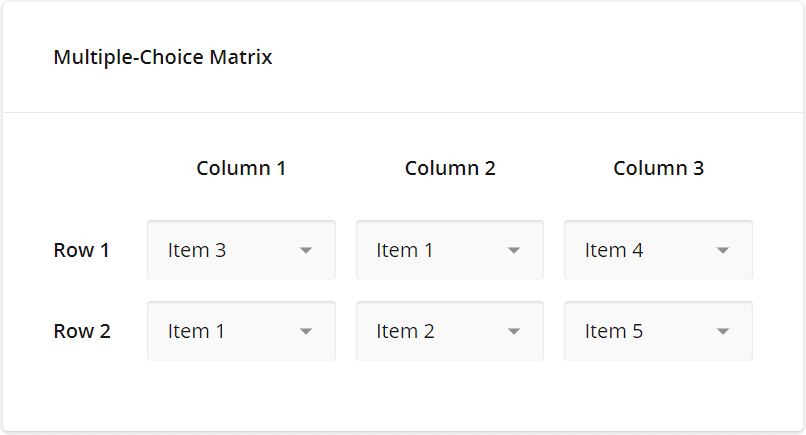 Multiple-Choice Matrix
Column 1 Column 2 Column 3
Row 1 Item 3 Item 1 Item 4
Row 2 Item 1 Item 2 Item 5